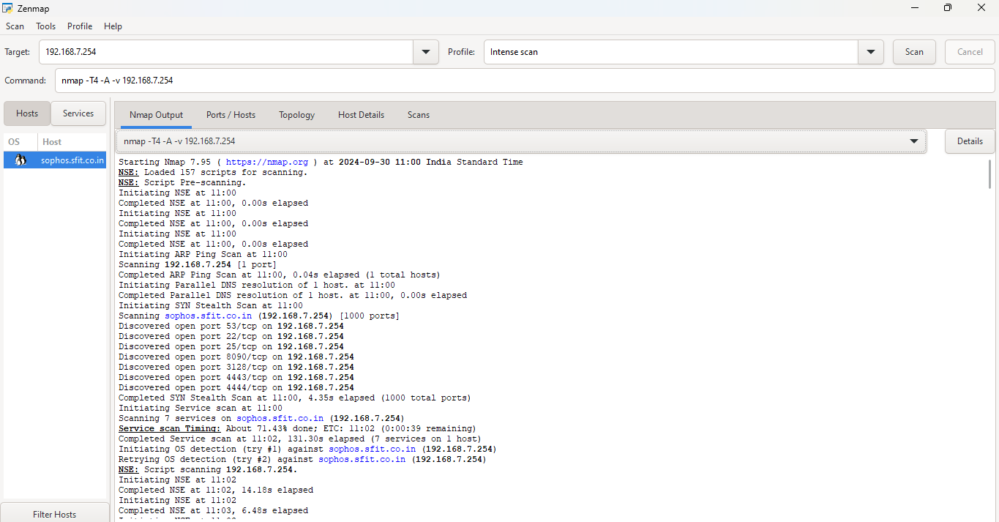 Zenmap
Scan Tools Profile Help
Target: 192.168.7.254 Profile: Intense scan Scan Cancel
Command: nmap -T4 -A -v 192.168.7.254
Hosts Services
OS Host
sophos.sfit.co.in
Filter Hosts
Nmap Output Ports / Hosts Topology Host Details Scans
nmap -T4 -A -v 192.168.7.254 Details
Starting Nmap 7.95 ( https://nmap.org ) at 2024-09-30 11:00 India Standard Time
NSE: Loaded 157 scripts for scanning.
NSE: Script Pre-scanning.
Initiating NSE at 11:00
Completed NSE at 11:00, 0.00s elapsed
Initiating NSE at 11:00
Completed NSE at 11:00, 0.00s elapsed
Initiating NSE at 11:00
Completed NSE at 11:00, 0.00s elapsed
Initiating ARP Ping Scan at 11:00
Scanning 192.168.7.254 [1 port]
Completed ARP Ping Scan at 11:00, 0.04s elapsed (1 total hosts)
Initiating Parallel DNS resolution of 1 host. at 11:00
Completed Parallel DNS resolution of 1 host. at 11:00, 0.00s elapsed
Initiating SYN Stealth Scan at 11:00
Scanning sophos.sfit.co.in (192.168.7.254) [1000 ports]
Discovered open port 53/tcp on 192.168.7.254
Discovered open port 22/tcp on 192.168.7.254
Discovered open port 25/tcp on 192.168.7.254
Discovered open port 8090/tcp on 192.168.7.254
Discovered open port 3128/tcp on 192.168.7.254
Discovered open port 4443/tcp on 192.168.7.254
Discovered open port 4444/tcp on 192.168.7.254
Completed SYN Stealth Scan at 11:00, 4.35s elapsed (1000 total ports)
Initiating Service scan at 11:00
Scanning 7 services on sophos.sfit.co.in (192.168.7.254)
Service scan Timing: About 71.43% done; ETC: 11:02 (0:00:39 remaining)
Completed Service scan at 11:02, 131.30s elapsed (7 services on 1 host)
Initiating OS detection (try #1) against sophos.sfit.co.in (192.168.7.254)
Retrying OS detection (try #2) against sophos.sfit.co.in (192.168.7.254)
NSE: Script scanning 192.168.7.254.
Initiating NSE at 11:02
Completed NSE at 11:02, 14.18s elapsed
Initiating NSE at 11:02
Completed NSE at 11:03, 6.48s elapsed